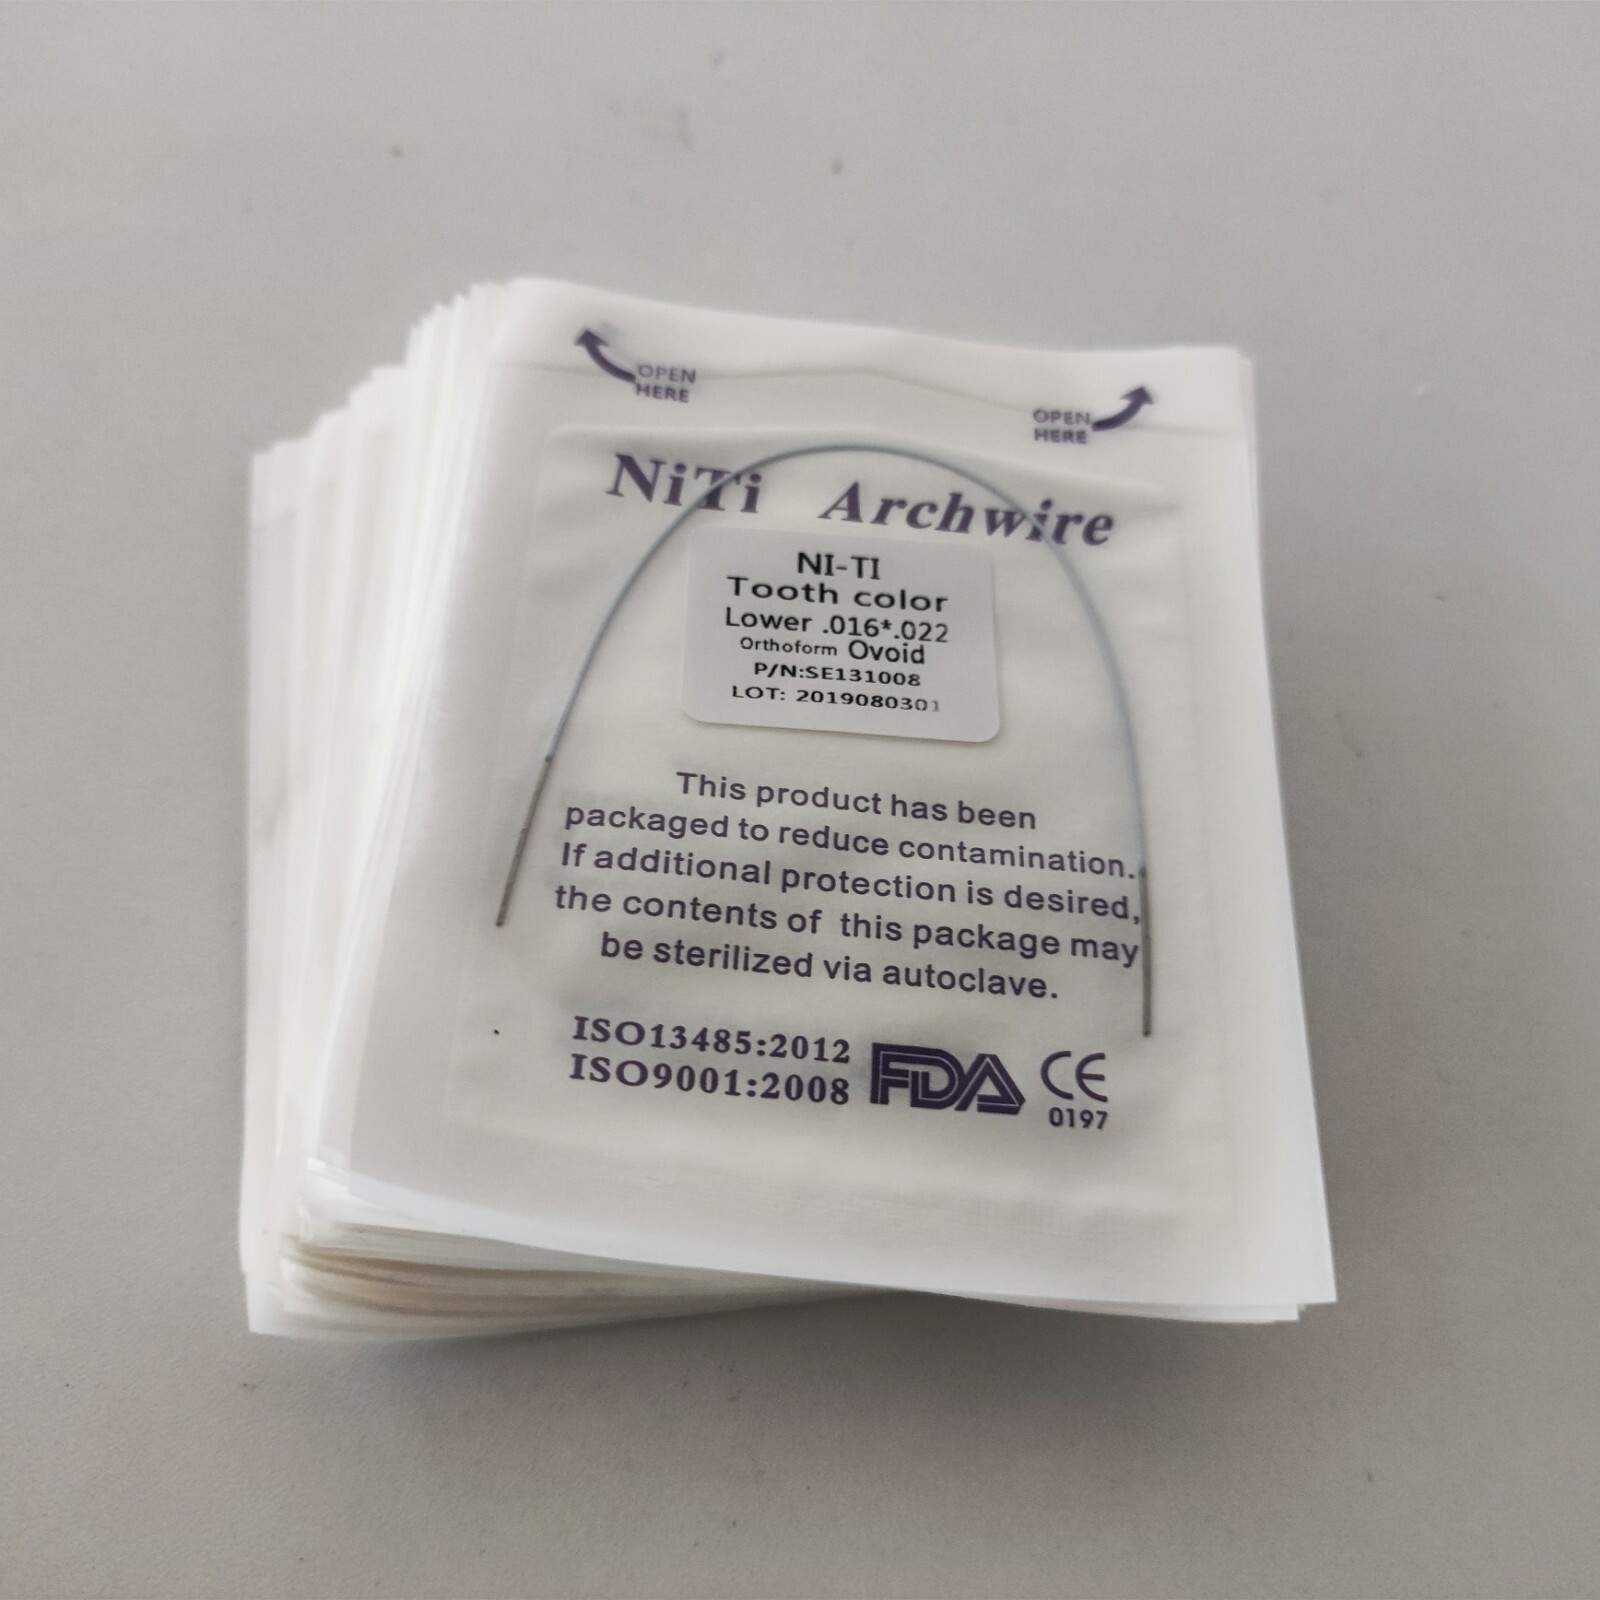 OPEN
HERE
OPEN
HERE
NiTi Archwire
NI-TI
Tooth color
Lower .016*.022
Orthoform Ovoid
P/N:SE131008
LOT: 2019080301
This product has been
packaged to reduce contamination.
If additional protection is desired,
the contents of this package may
be sterilized via autoclave.
ISO13485:2012
ISO9001:2008
FDA
CE
0197